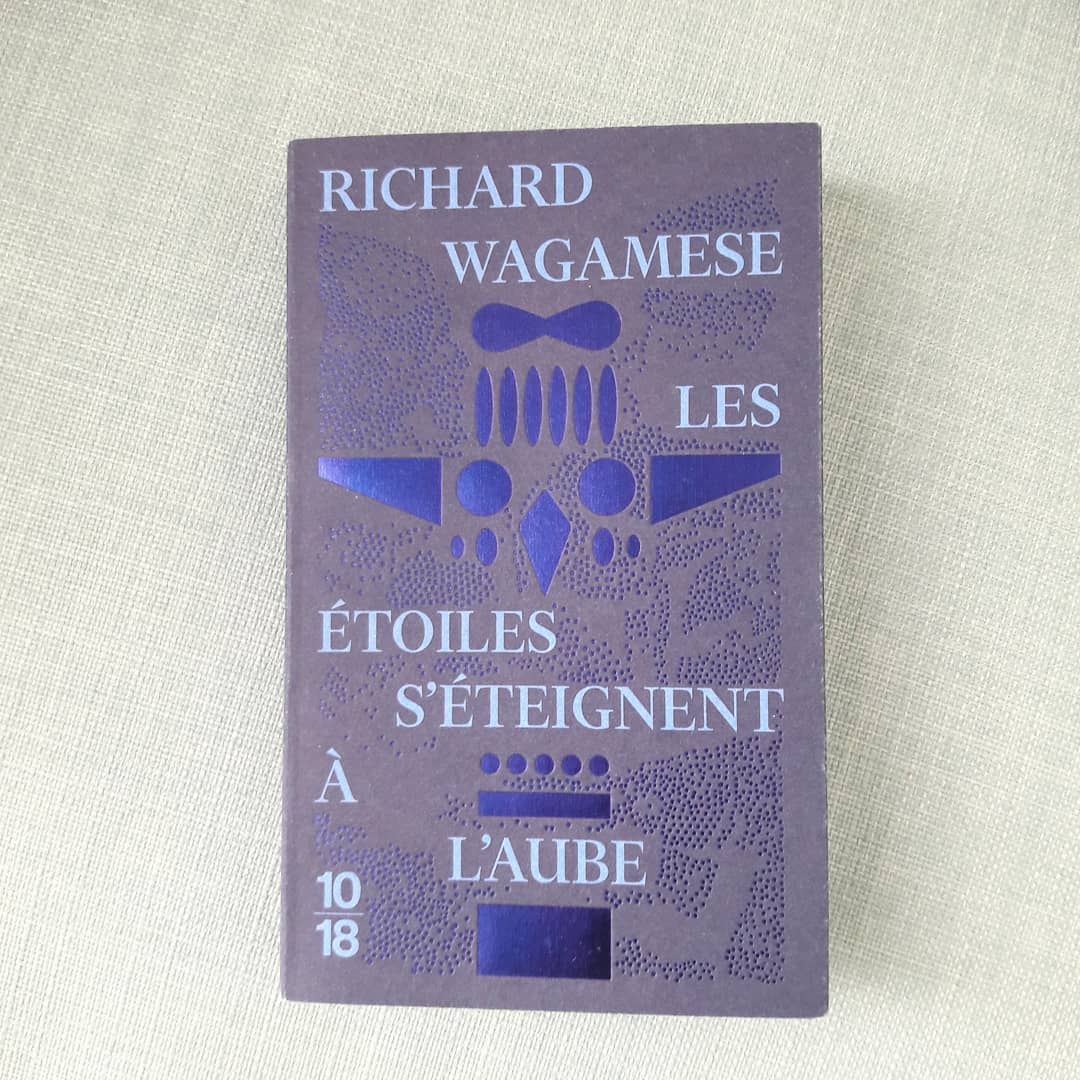 RICHARD
WAGAMESE
LES
ÉTOILES
S'ÉTEIGNENT
À
L'AUBE
10
18